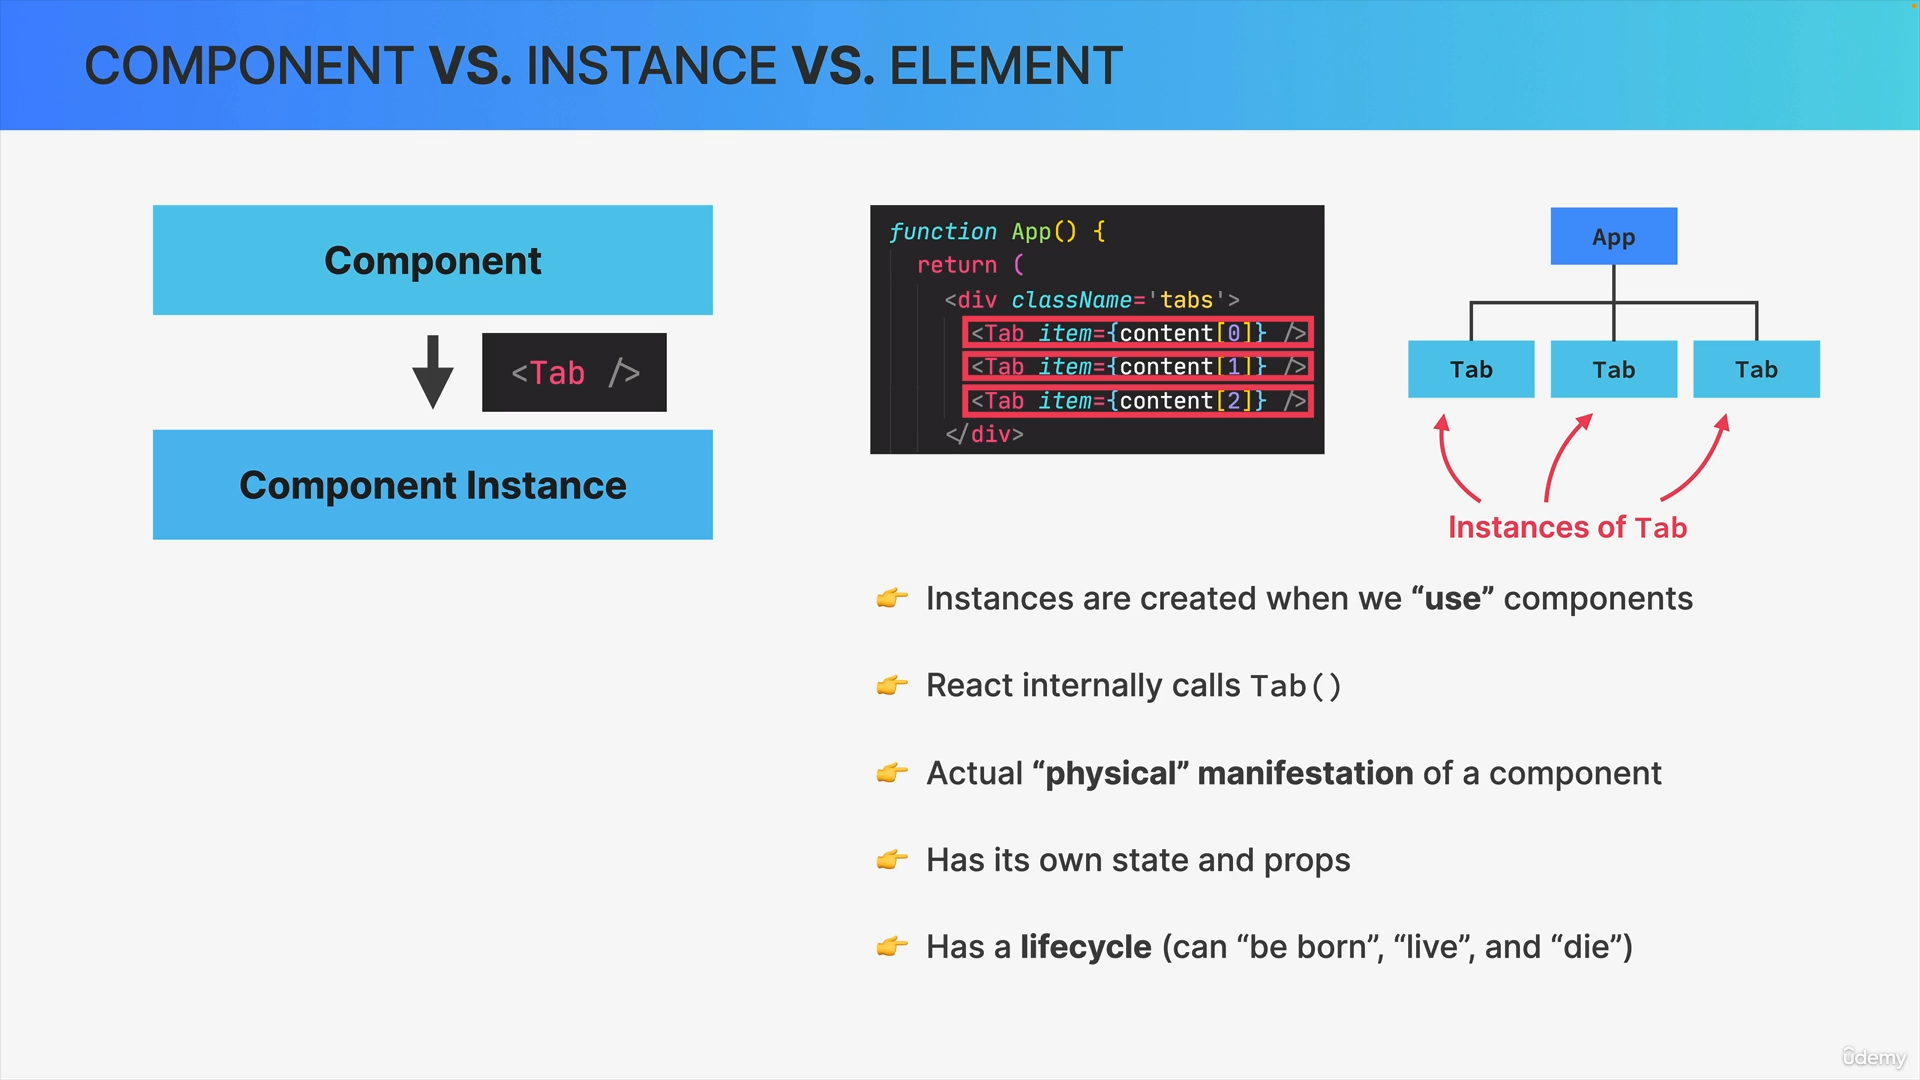 COMPONENT VS. INSTANCE VS. ELEMENT
Component
<Tab />
Component Instance
function App() {
return (
<div className='tabs'>
<Tab item={content[0]} />
<Tab item={content[1]} />
<Tab item={content[2]} />
</div>
App
Tab Tab Tab
Instances of Tab
👉 Instances are created when we “use” components
👉 React internally calls Tab()
👉 Actual “physical” manifestation of a component
👉 Has its own state and props
👉 Has a lifecycle (can “be born”, “live”, and “die”)
ûdemy